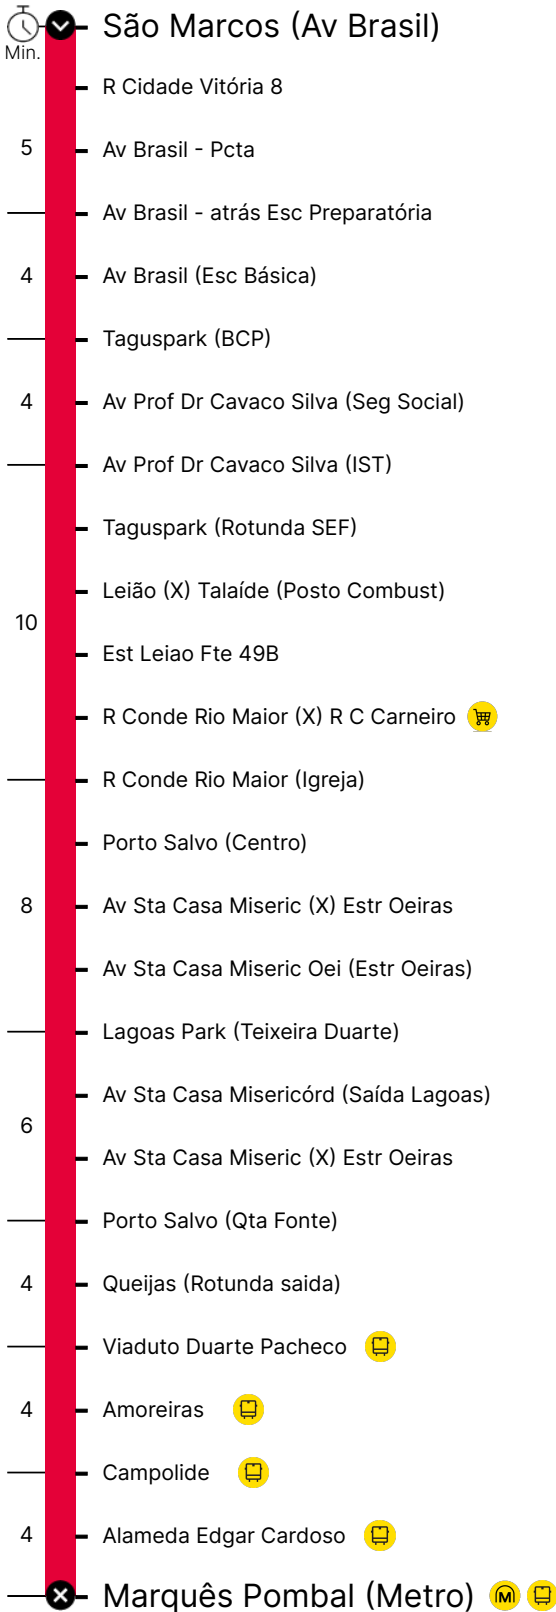 São Marcos (Av Brasil)
Min.
R Cidade Vitória 8
5
Av Brasil - Pcta
Av Brasil - atrás Esc Preparatória
4
Av Brasil (Esc Básica)
Taguspark (BCP)
4
Av Prof Dr Cavaco Silva (Seg Social)
Av Prof Dr Cavaco Silva (IST)
Taguspark (Rotunda SEF)
Leião (X) Talaíde (Posto Combust)
10
Est Leiao Fte 49B
R Conde Rio Maior (X) R C Carneiro
R Conde Rio Maior (Igreja)
Porto Salvo (Centro)
8
Av Sta Casa Miseric (X) Estr Oeiras
Av Sta Casa Miseric Oei (Estr Oeiras)
Lagoas Park (Teixeira Duarte)
Av Sta Casa Misericórd (Saída Lagoas)
6
Av Sta Casa Miseric (X) Estr Oeiras
Porto Salvo (Qta Fonte)
4
Queijas (Rotunda saida)
Viaduto Duarte Pacheco
4
Amoreiras
Campolide
4
Alameda Edgar Cardoso
Marquês Pombal (Metro) M